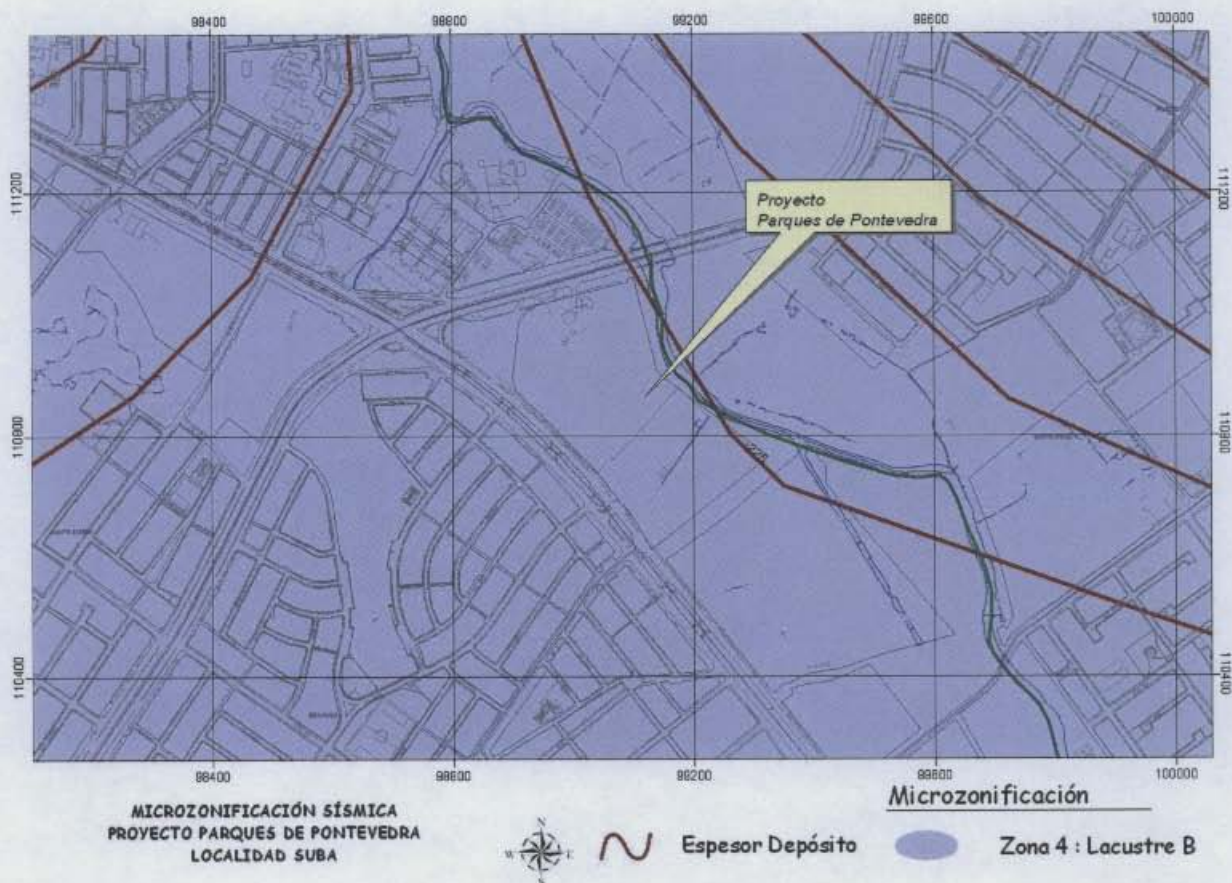 98400 98800 99200 99600 100000
111200 111200
Proyecto
Parques de Pontevedra
110800 110800
110400 110400
98400 98800 99200 99600 100000
MICROZONIFICACIÓN SÍSMICA
PROYECTO PARQUES DE PONTEVEDRA
LOCALIDAD SUBA
N
W E
S
Espesor Depósito
Microzonificación
Zona 4 : Lacustre B